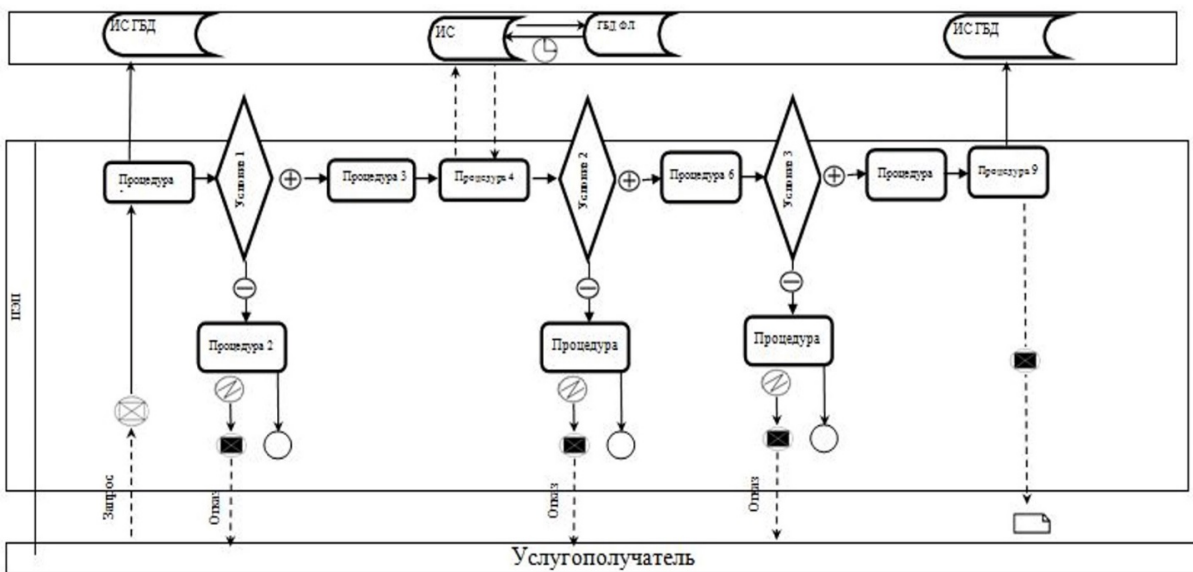 ИС ГБД
ИС
ГБД ФЛ
ИС ГБД
Процедура
Условие 1
Процедура 3
Процедура 4
Условие 2
Процедура 6
Условие 3
Процедура
Процедура 9
ПЭП
Процедура 2
Процедура
Процедура
Запрос
Отказ
Отказ
Отказ
Услугополучатель